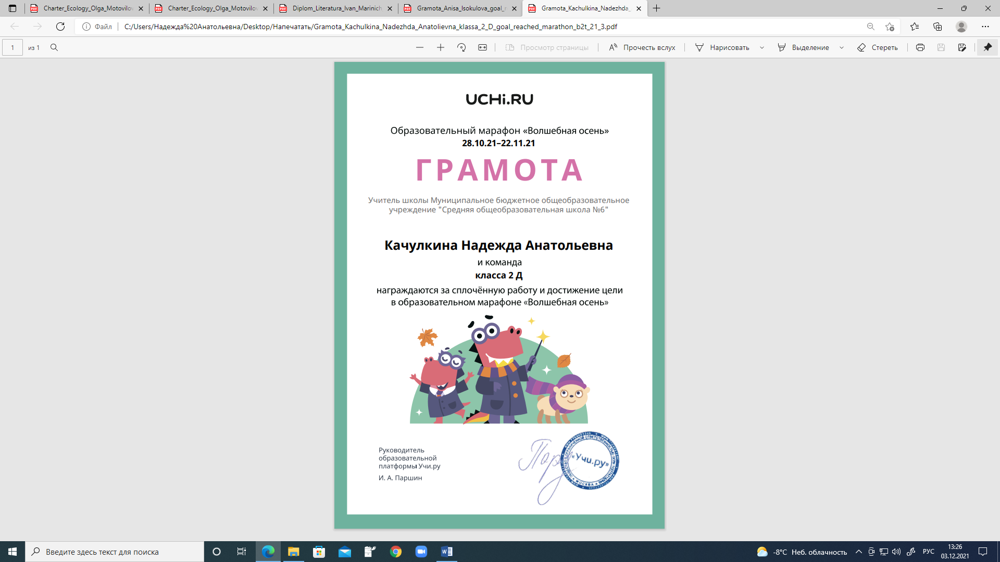 Charter_Ecology_Olga_Motovilov
Charter_Ecology_Olga_Motovilov
Diplom_Literatura_Ivan_Marinich
Gramota_Anisa_Isokulova_goal_r
Gramota_Kachulkina_Nadezhda_
Файл
C:/Users/Надежда%20Анатольевна/Desktop/Напечатать/Gramota_Kachulkina_Nadezhda_Anatolievna_klassa_2_D_goal_reached_marathon_b2t_21_3.pdf
1 из 1
Просмотр страницы
Прочесть вслух
Нарисовать
Выделение
Стереть
UCHi.RU
Образовательный марафон «Волшебная осень»
28.10.21–22.11.21
ГРАМОТА
Учитель школы Муниципальное бюджетное общеобразовательное
учреждение "Средняя общеобразовательная школа №6"
Качулкина Надежда Анатольевна
и команда
класса 2 Д
награждаются за сплочённую работу и достижение цели
в образовательном марафоне «Волшебная осень»
Руководитель
образовательной
платформы Учи.ру
И. А. Паршин
«Учи.ру»
МОСКВА
Введите здесь текст для поиска
-8°C Неб. облачность
РУС
13:26
03.12.2021